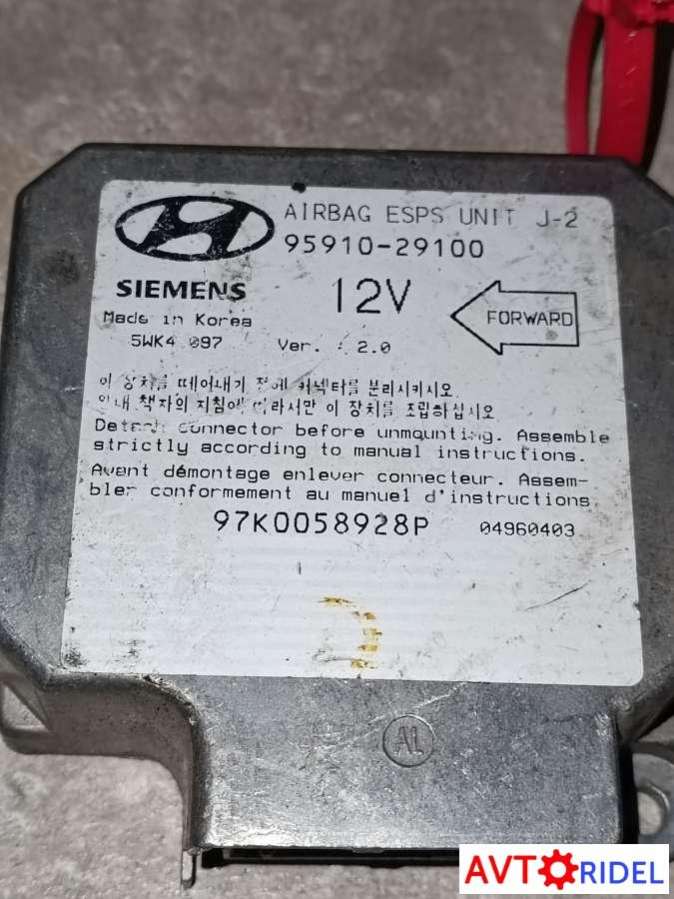 AIRBAG ESPS UNIT J-2
95910-29100
SIEMENS
12V
FORWARD
Made in Korea
5WK4 097
Ver. : 2.0
이 장치를 떼어내기 전에 커넥터를 분리시키시오
안내 책자의 지침에 따라서만 이 장치를 조립하십시오
Detach connector before unmounting. Assemble
strictly according to manual instructions.
Avant démontage enlever connecteur. Assem-
bler conformement au manuel d'instructions
97K0058928P
04960403
AL
AVTORIDEL